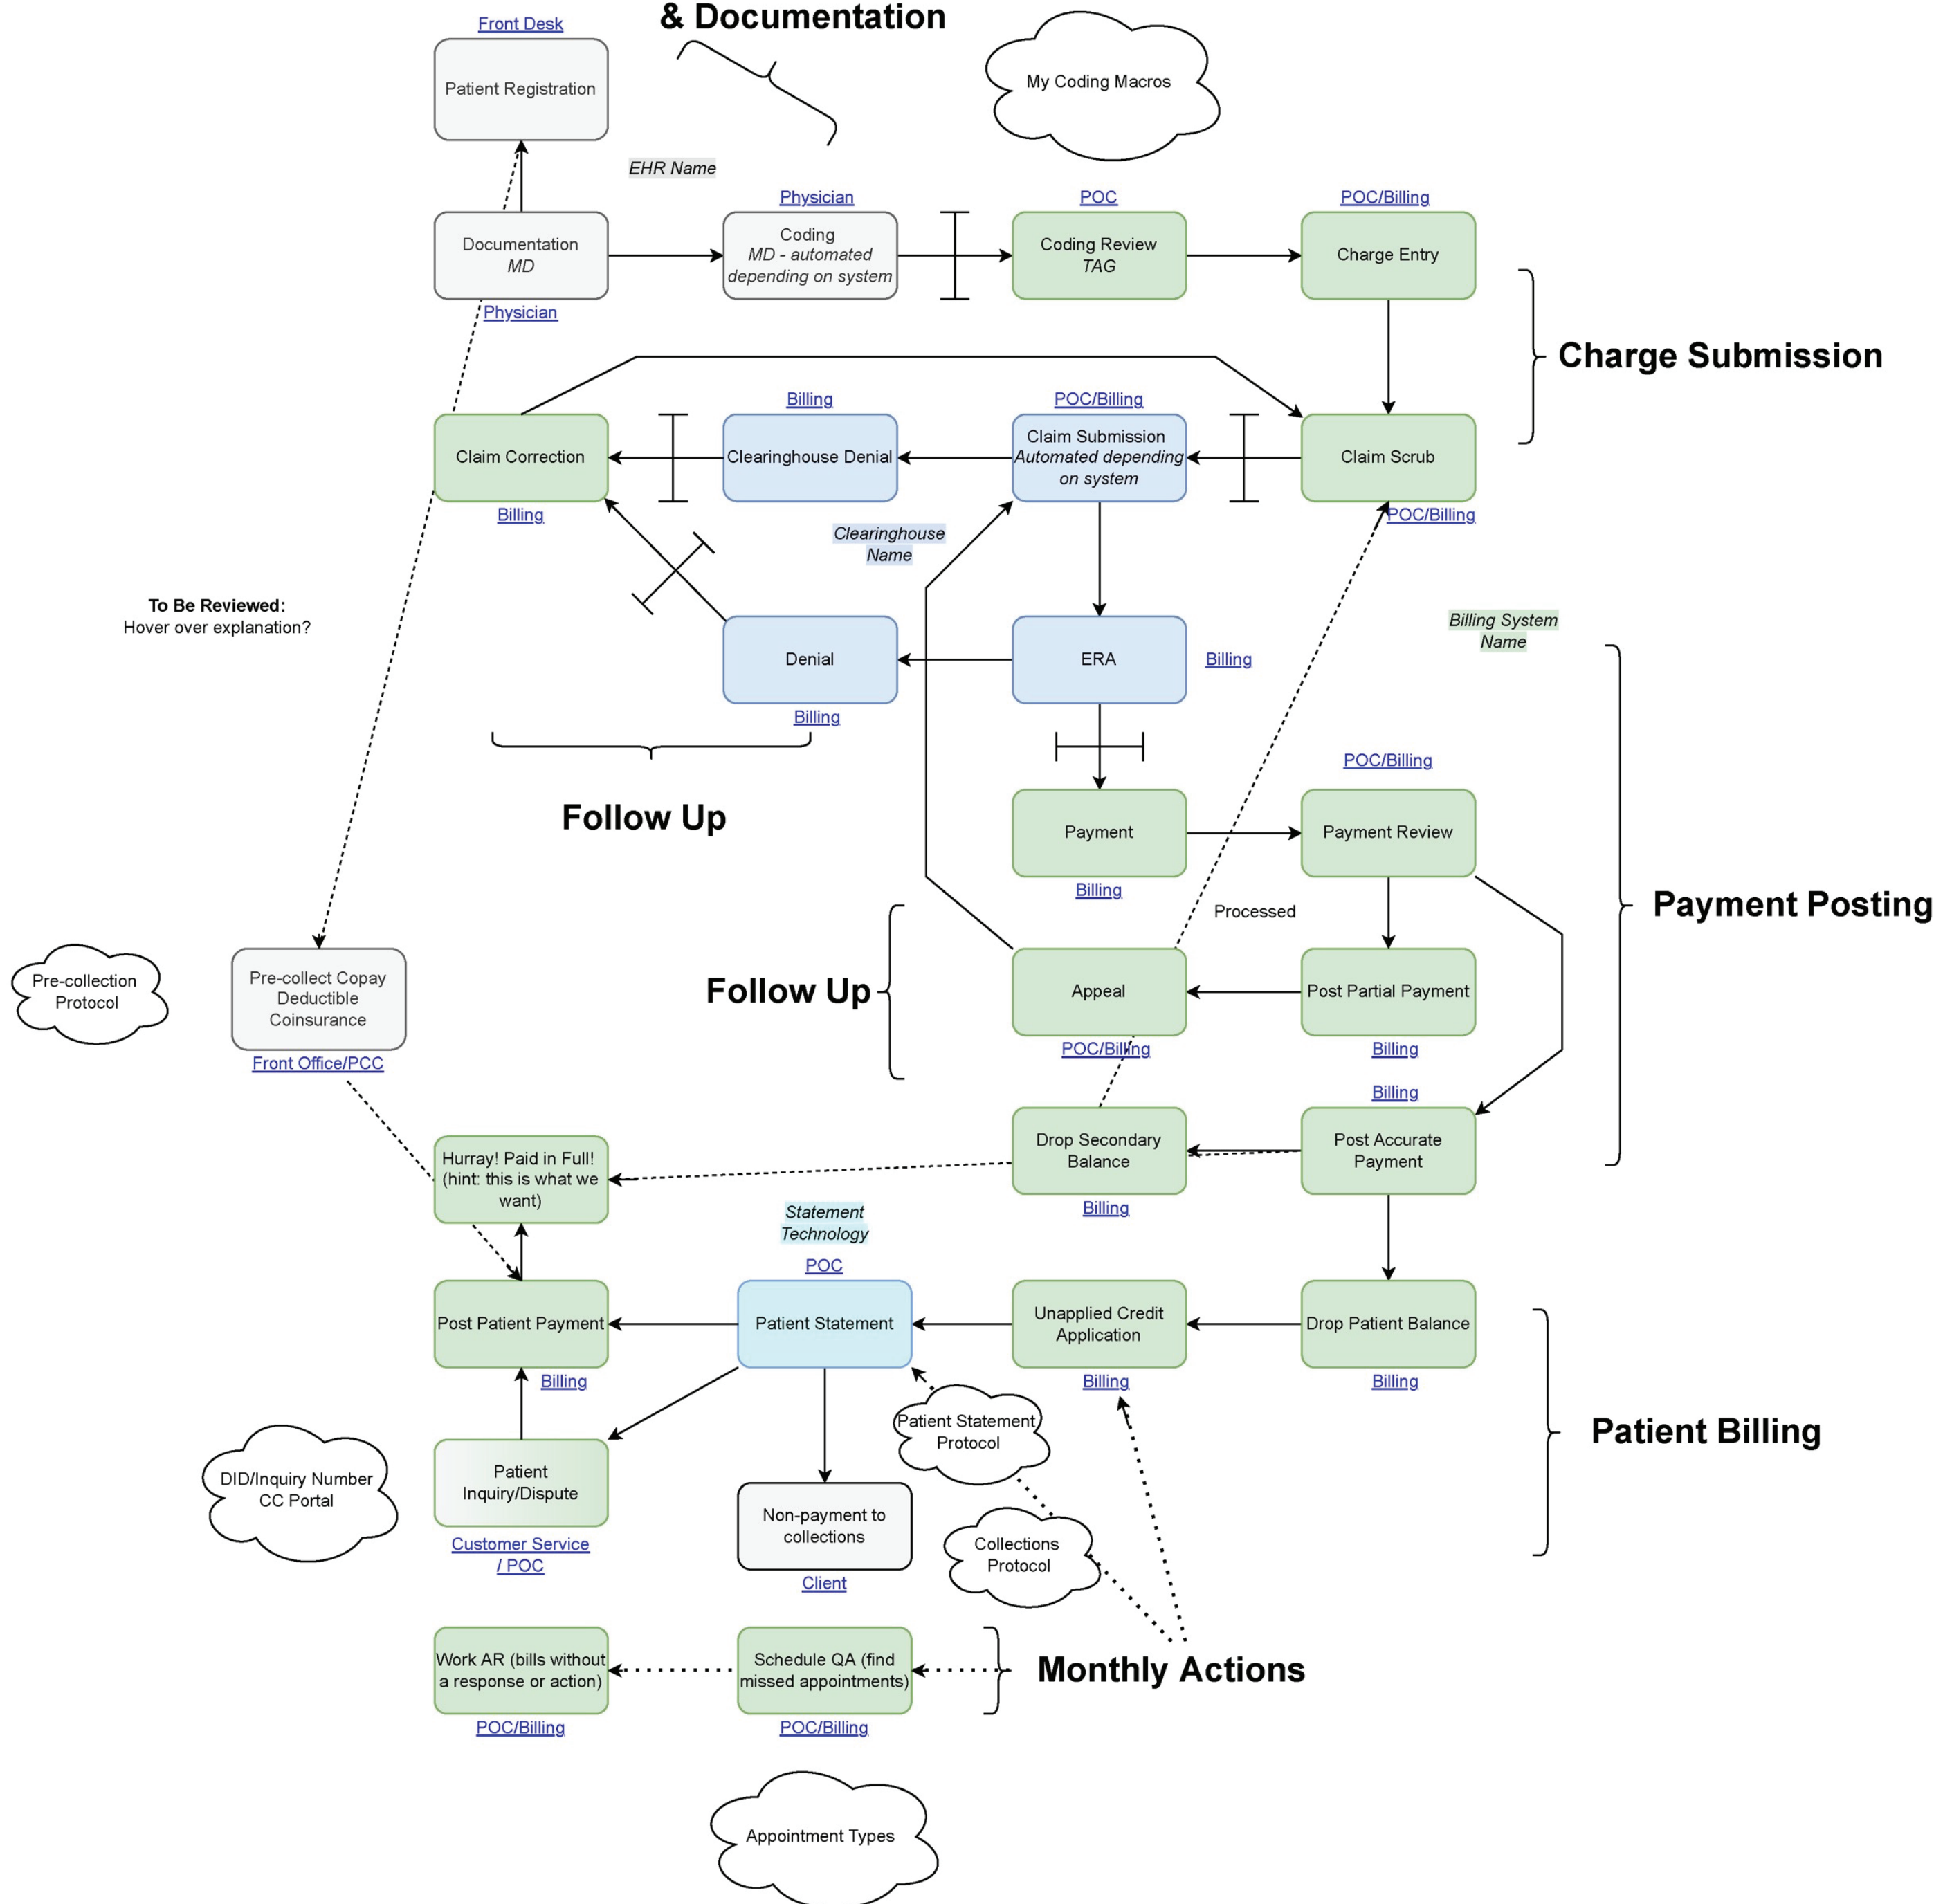 & Documentation
Front Desk
Patient Registration
My Coding Macros
EHR Name
Physician
POC
POC/Billing
Documentation
MD
Coding
MD - automated
depending on system
Coding Review
TAG
Charge Entry
Physician
Charge Submission
Billing
POC/Billing
Claim Correction
Clearinghouse Denial
Claim Submission
Automated depending
on system
Claim Scrub
Billing
POC/Billing
Clearinghouse
Name
To Be Reviewed:
Hover over explanation?
Billing System
Name
Denial
ERA
Billing
Billing
POC/Billing
Follow Up
Payment
Payment Review
Billing
Processed
Payment Posting
Pre-collection
Protocol
Pre-collect Copay
Deductible
Coinsurance
Follow Up
Appeal
Post Partial Payment
Front Office/PCC
POC/Billing
Billing
Billing
Hurray! Paid in Full!
(hint: this is what we
want)
Drop Secondary
Balance
Post Accurate
Payment
Billing
Statement
Technology
POC
Post Patient Payment
Patient Statement
Unapplied Credit
Application
Drop Patient Balance
Billing
Billing
Billing
Patient Statement
Protocol
Patient Billing
DID/Inquiry Number
CC Portal
Patient
Inquiry/Dispute
Non-payment to
collections
Collections
Protocol
Customer Service
/ POC
Client
Work AR (bills without
a response or action)
Schedule QA (find
missed appointments)
Monthly Actions
POC/Billing
POC/Billing
Appointment Types